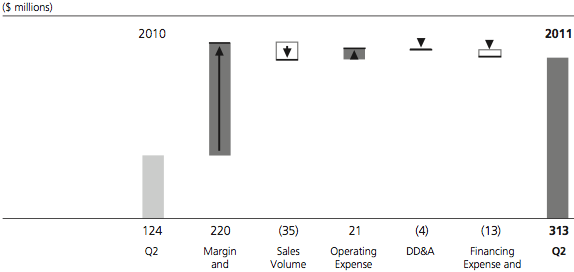 ($ millions)
2010 2011
124 220 (35) 21 (4) (13) 313
Q2 Margin Sales Operating DD&A Financing Q2
and Volume Expense Expense and